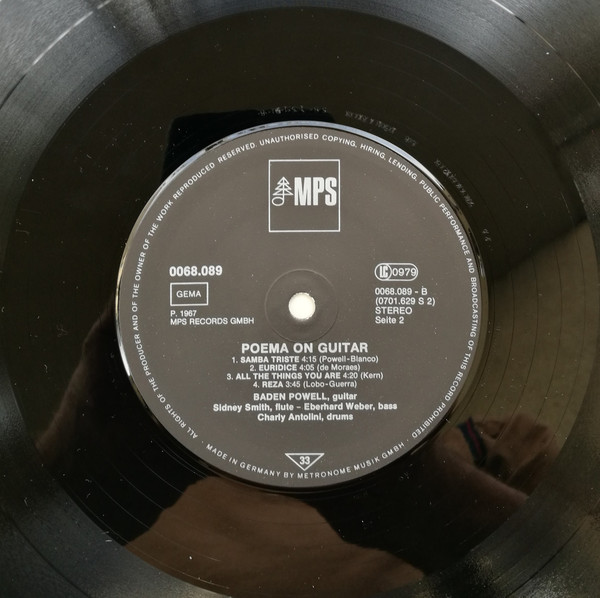 ALL RIGHTS OF THE PRODUCER AND OF THE OWNER OF THE WORK REPRODUCED RESERVED. UNAUTHORISED COPYING, HIRING, LENDING, PUBLIC PERFORMANCE AND BROADCASTING OF THIS RECORD PROHIBITED.
MPS
0068.089
GEMA
P. 1967
MPS RECORDS GMBH
LC 0979
0068.089 - B
(0701.629 S 2)
STEREO
Seite 2
POEMA ON GUITAR
1. SAMBA TRISTE 4:15 (Powell-Blanco)
2. EURIDICE 4:05 (de Moraes)
3. ALL THE THINGS YOU ARE 4:20 (Kern)
4. REZA 3:45 (Lobo-Guerra)
BADEN POWELL, guitar
Sidney Smith, flute - Eberhard Weber, bass
Charly Antolini, drums
33
· MADE IN GERMANY BY METRONOME MUSIK GMBH ·